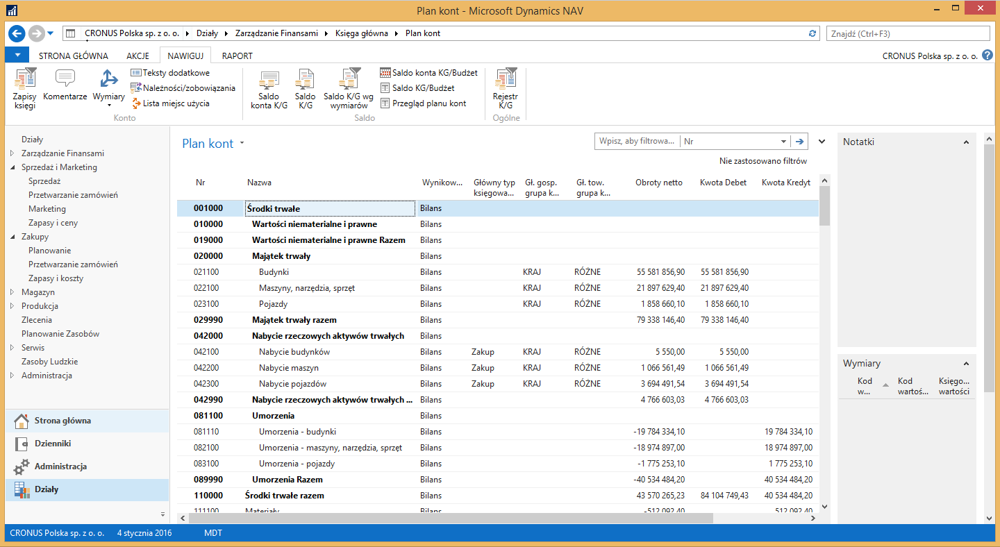 Plan kont - Microsoft Dynamics NAV
CRONUS Polska sp. z o. o. Działy Zarządzanie Finansami Księga główna Plan kont
Znajdź (Ctrl+F3)
STRONA GŁÓWNA AKCJE NAWIGUJ RAPORT
CRONUS Polska sp. z o. o.
Zapisy księgi
Komentarze
Wymiary
Teksty dodatkowe
Należności/zobowiązania
Lista miejsc użycia
Konto
Saldo konta K/G
Saldo K/G
Saldo K/G wg wymiarów
Saldo konta KG/Budżet
Saldo KG/Budżet
Przegląd planu kont
Saldo
Rejestr K/G
Ogólne
Działy
Zarządzanie Finansami
Sprzedaż i Marketing
Sprzedaż
Przetwarzanie zamówień
Marketing
Zapasy i ceny
Zakupy
Planowanie
Przetwarzanie zamówień
Zapasy i koszty
Magazyn
Produkcja
Zlecenia
Planowanie Zasobów
Serwis
Zasoby Ludzkie
Administracja
Strona główna
Dzienniki
Administracja
Działy
Plan kont
Wpisz, aby filtrowa... Nr
Nie zastosowano filtrów
Nr Nazwa Wynikow... Główny typ księgowa... Gł. gosp. grupa k... Gł. tow. grupa k... Obroty netto Kwota Debet Kwota Kredyt
001000 Środki trwałe Bilans
010000 Wartości niematerialne i prawne Bilans
019000 Wartości niematerialne i prawne Razem Bilans
020000 Majątek trwały Bilans
021100 Budynki Bilans KRAJ RÓŻNE 55 581 856,90 55 581 856,90
022100 Maszyny, narzędzia, sprzęt Bilans KRAJ RÓŻNE 21 897 629,40 21 897 629,40
023100 Pojazdy Bilans KRAJ RÓŻNE 1 858 660,10 1 858 660,10
029990 Majątek trwały razem Bilans 79 338 146,40 79 338 146,40
042000 Nabycie rzeczowych aktywów trwałych Bilans
042100 Nabycie budynków Bilans Zakup KRAJ RÓŻNE 5 550,00 5 550,00
042200 Nabycie maszyn Bilans Zakup KRAJ RÓŻNE 1 066 561,49 1 066 561,49
042300 Nabycie pojazdów Bilans Zakup KRAJ RÓŻNE 3 694 491,54 3 694 491,54
042990 Nabycie rzeczowych aktywów trwałych ... Bilans 4 766 603,03 4 766 603,03
081100 Umorzenia Bilans
081110 Umorzenia - budynki Bilans -19 784 334,10 19 784 334,10
082100 Umorzenia - maszyny, narzędzia, sprzęt Bilans -18 974 897,00 18 974 897,00
083100 Umorzenia - pojazdy Bilans -1 775 253,10 1 775 253,10
089990 Umorzenia Razem Bilans -40 534 484,20 40 534 484,20
110000 Środki trwałe razem Bilans 43 570 265,23 84 104 749,43 40 534 484,20
111100 Materiały Bilans -512 092,40 512 092,40
Notatki
Wymiary
Kod w... Kod wartoś... Księgo... wartości
CRONUS Polska sp. z o. o. 4 stycznia 2016 MDT